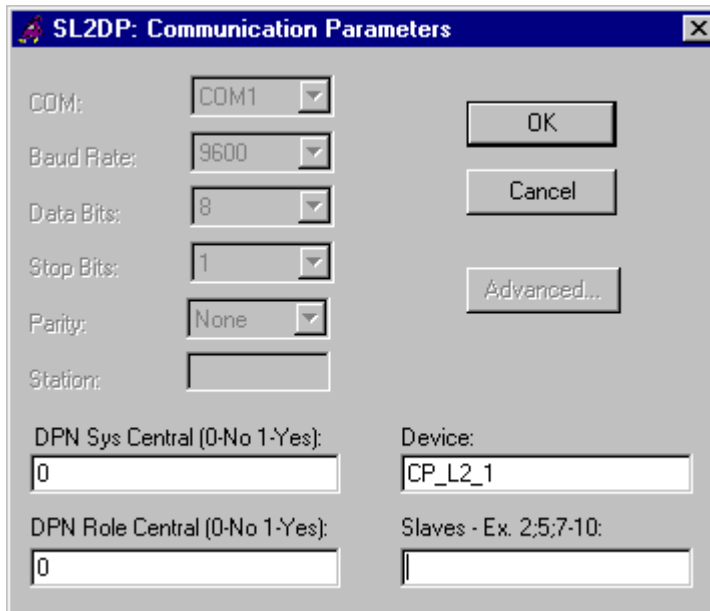 SL2DP: Communication Parameters
COM: COM1
Baud Rate: 9600
Data Bits: 8
Stop Bits: 1
Parity: None
Station:
OK
Cancel
Advanced...
DPN Sys Central (0-No 1-Yes): Device:
0 CP_L2_1
DPN Role Central (0-No 1-Yes): Slaves - Ex. 2;5;7-10:
0